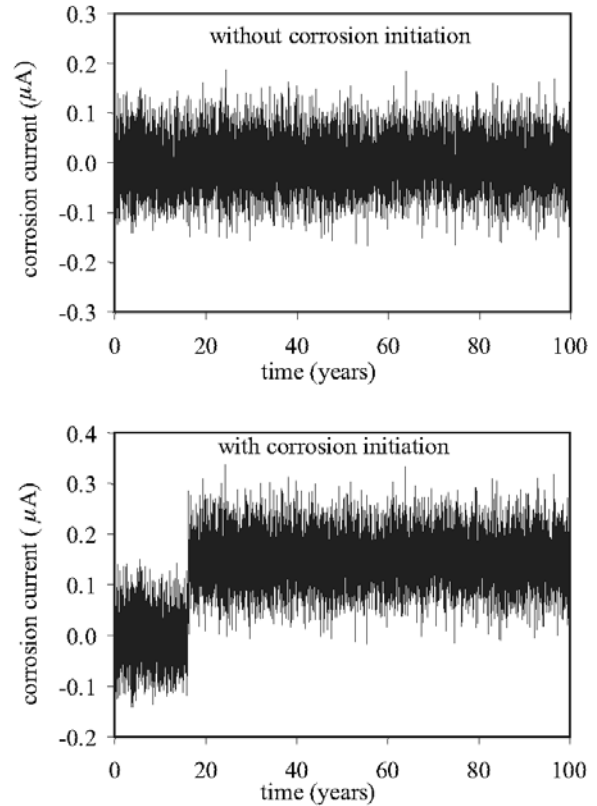 without corrosion initiation
0.3
0.2
0.1
0.0
-0.1
-0.2
-0.3
corrosion current (μA)
0 20 40 60 80 100
time (years)
with corrosion initiation
0.4
0.3
0.2
0.1
0.0
-0.1
-0.2
corrosion current ( μA)
0 20 40 60 80 100
time (years)